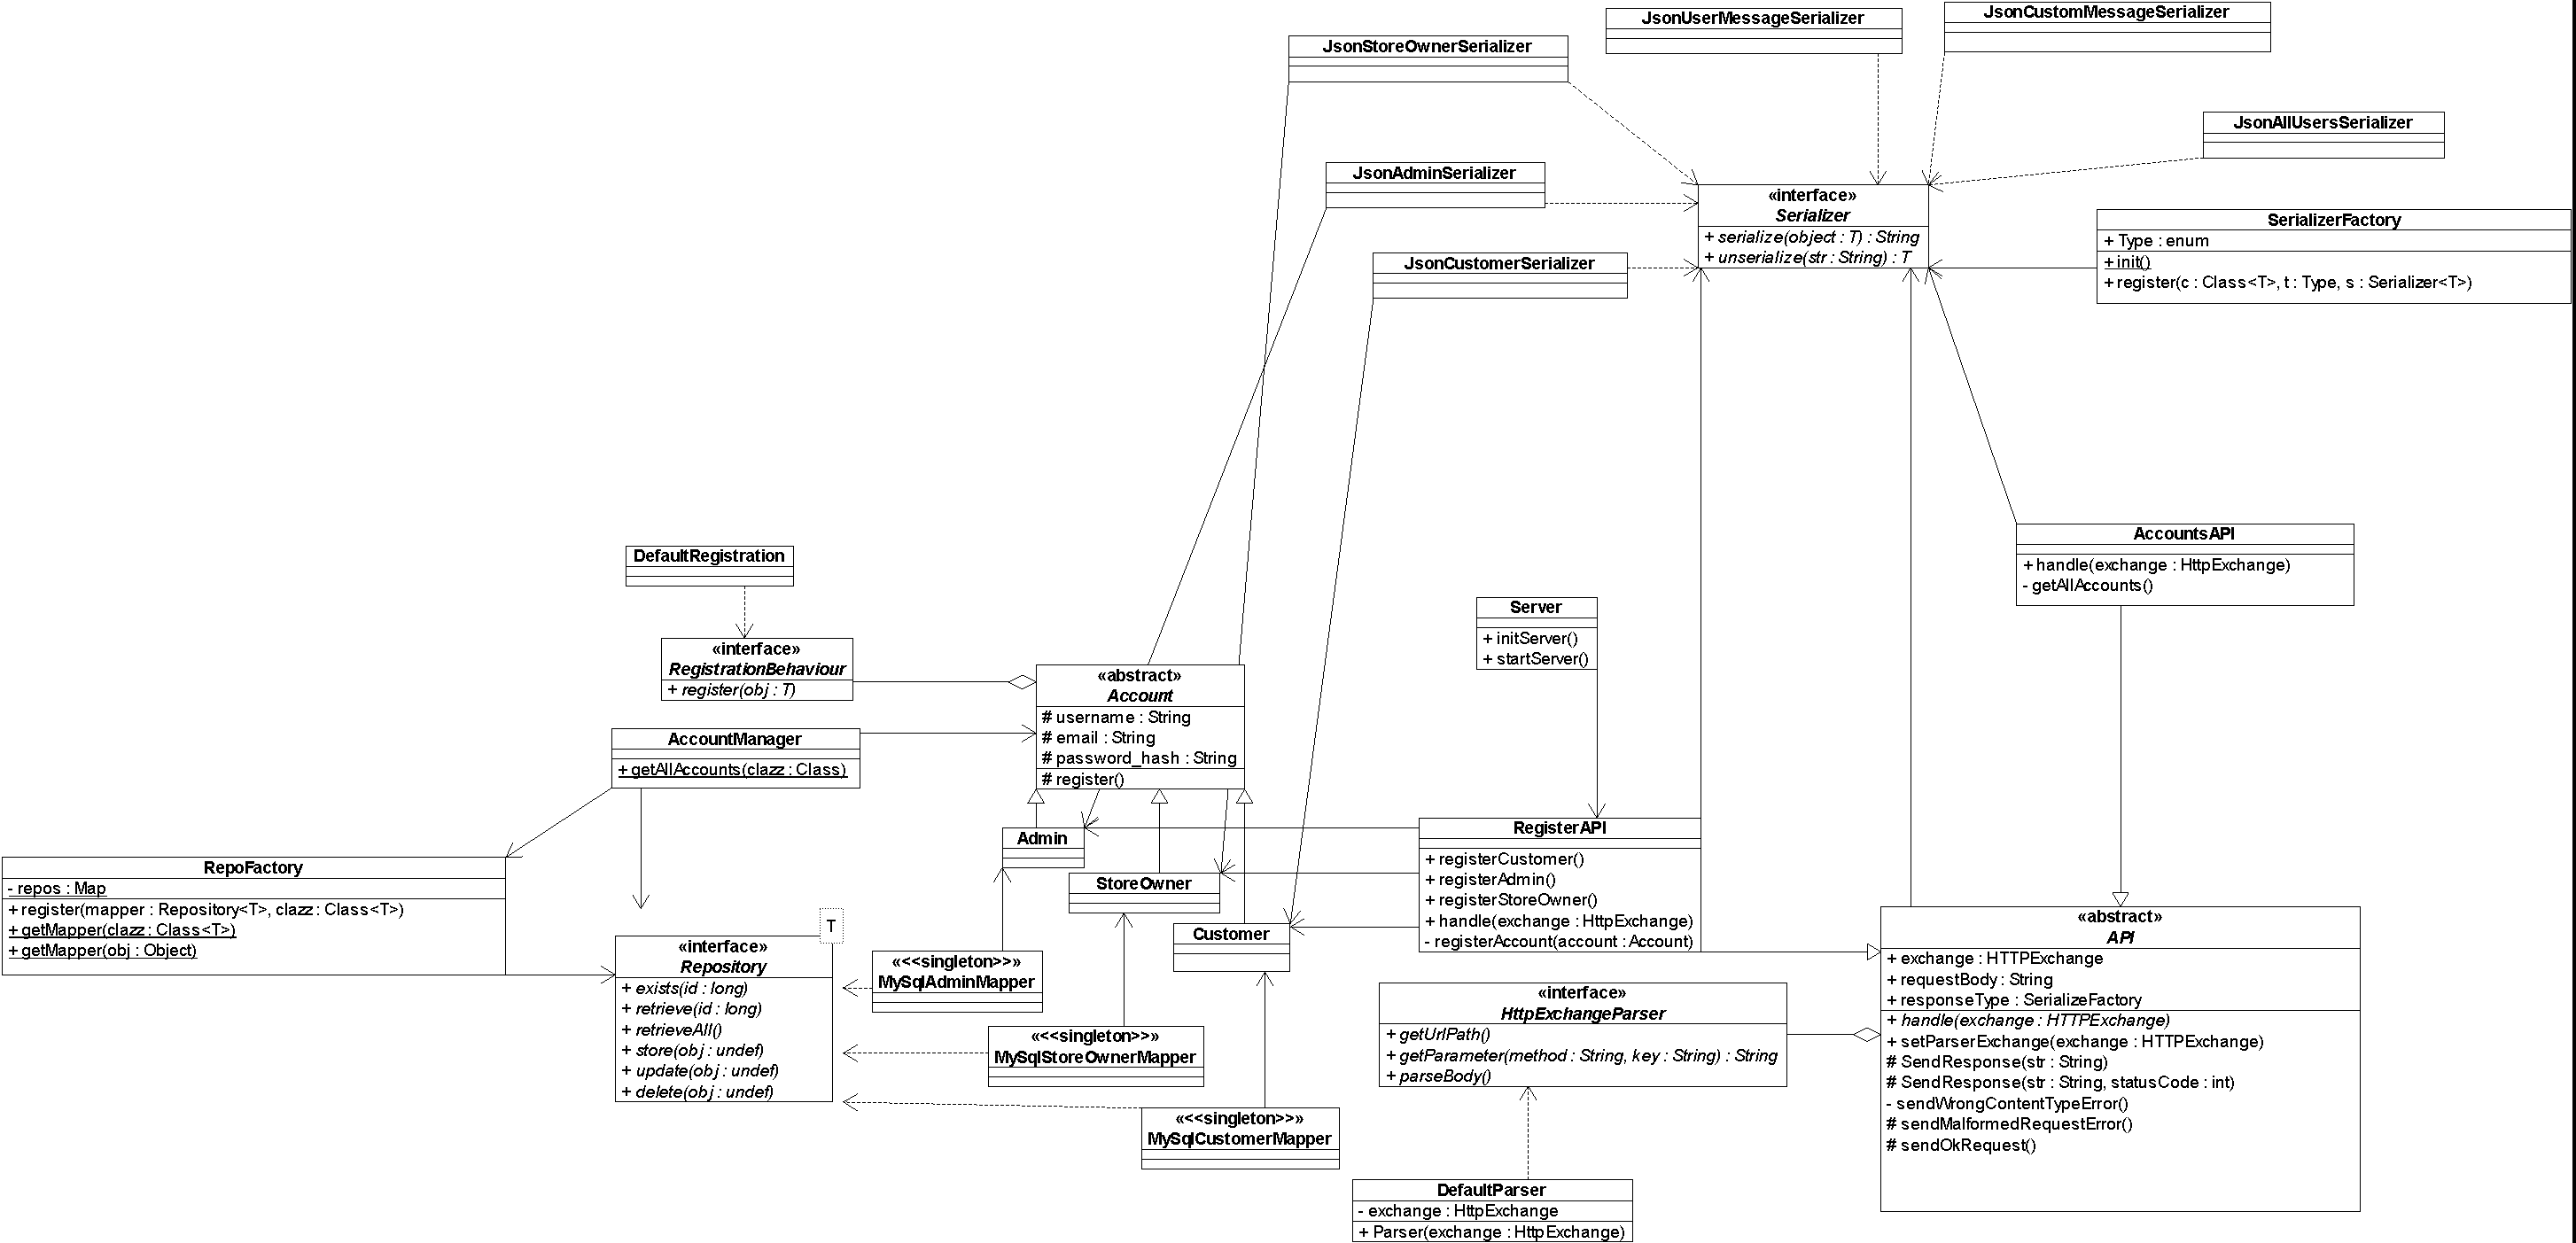 JsonCustomMessageSerializer
JsonUserMessageSerializer
JsonStoreOwnerSerializer
JsonAllUsersSerializer
JsonAdminSerializer
«interface»
Serializer
+ serialize(object : T) : String
+ unserialize(str : String) : T
SerializerFactory
+ Type : enum
+ init()
+ register(c : Class<T>, t : Type, s : Serializer<T>)
JsonCustomerSerializer
AccountsAPI
+ handle(exchange : HttpExchange)
- getAllAccounts()
DefaultRegistration
Server
+ initServer()
+ startServer()
«interface»
RegistrationBehaviour
+ register(obj : T)
«abstract»
Account
# username : String
# email : String
# password_hash : String
# register()
AccountManager
+ getAllAccounts(clazz : Class)
Admin
RegisterAPI
+ registerCustomer()
+ registerAdmin()
+ registerStoreOwner()
+ handle(exchange : HttpExchange)
- registerAccount(account : Account)
RepoFactory
- repos : Map
+ register(mapper : Repository<T>, clazz : Class<T>)
+ getMapper(clazz : Class<T>)
+ getMapper(obj : Object)
StoreOwner
Customer
T
«interface»
Repository
+ exists(id : long)
+ retrieve(id : long)
+ retrieveAll()
+ store(obj : undef)
+ update(obj : undef)
+ delete(obj : undef)
«<<singleton>>»
MySqlAdminMapper
«<<singleton>>»
MySqlStoreOwnerMapper
«<<singleton>>»
MySqlCustomerMapper
«interface»
HttpExchangeParser
+ getUrlPath()
+ getParameter(method : String, key : String) : String
+ parseBody()
«abstract»
API
+ exchange : HTTPExchange
+ requestBody : String
+ responseType : SerializeFactory
+ handle(exchange : HTTPExchange)
+ setParserExchange(exchange : HTTPExchange)
# SendResponse(str : String)
# SendResponse(str : String, statusCode : int)
- sendWrongContentTypeError()
# sendMalformedRequestError()
# sendOkRequest()
DefaultParser
- exchange : HttpExchange
+ Parser(exchange : HttpExchange)